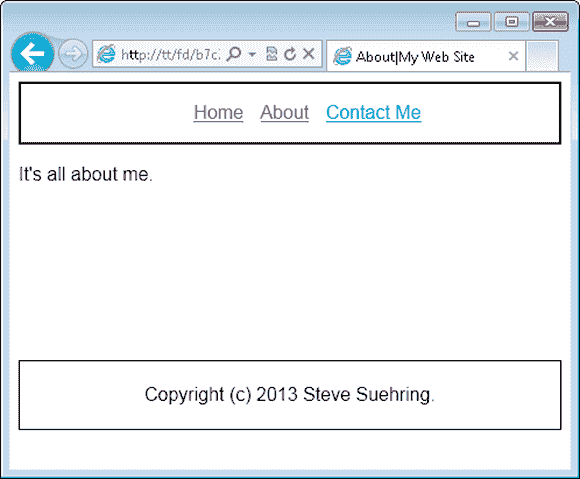 http://tt/fd/b7c
About|My Web Site
Home About Contact Me
It's all about me.
Copyright (c) 2013 Steve Suehring.